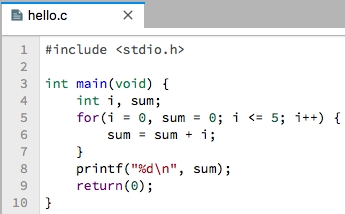 hello.c ×
1 #include <stdio.h>
2
3 int main(void) {
4     int i, sum;
5     for(i = 0, sum = 0; i <= 5; i++) {
6         sum = sum + i;
7     }
8     printf("%d\n", sum);
9     return(0);
10 }